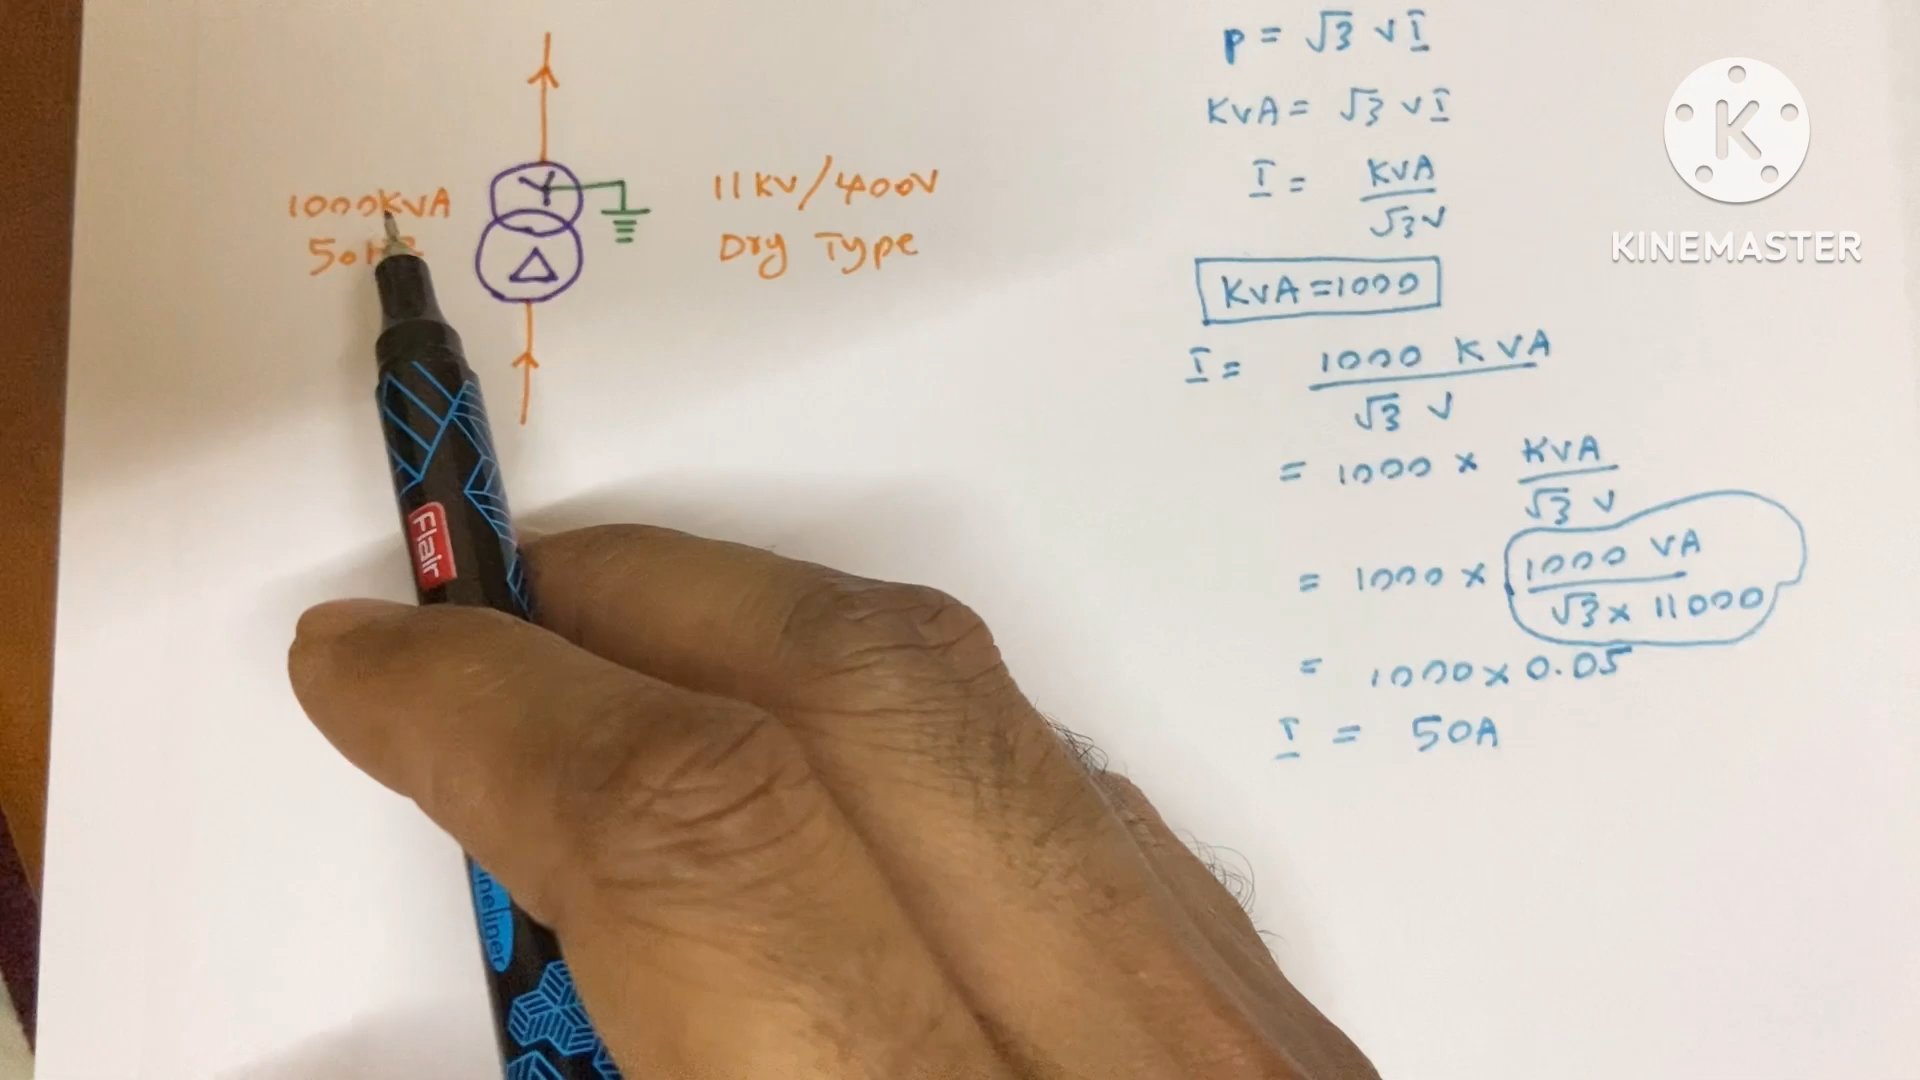 1000KVA
50Hz
11KV/400V
Dry Type
P = √3 V I
KVA = √3 V I
I = KVA / √3 V
KVA = 1000
I = 1000 KVA / √3 V
= 1000 × KVA / √3 V
= 1000 × 1000 VA / √3 × 11000
= 1000 × 0.05
I = 50A
K
KINEMASTER
Flair
ineliner